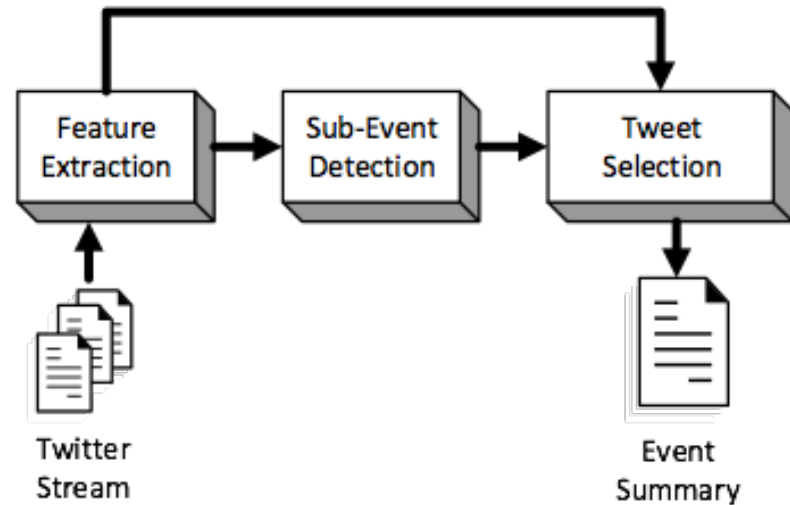 Feature
Extraction
Sub-Event
Detection
Tweet
Selection
Twitter
Stream
Event
Summary